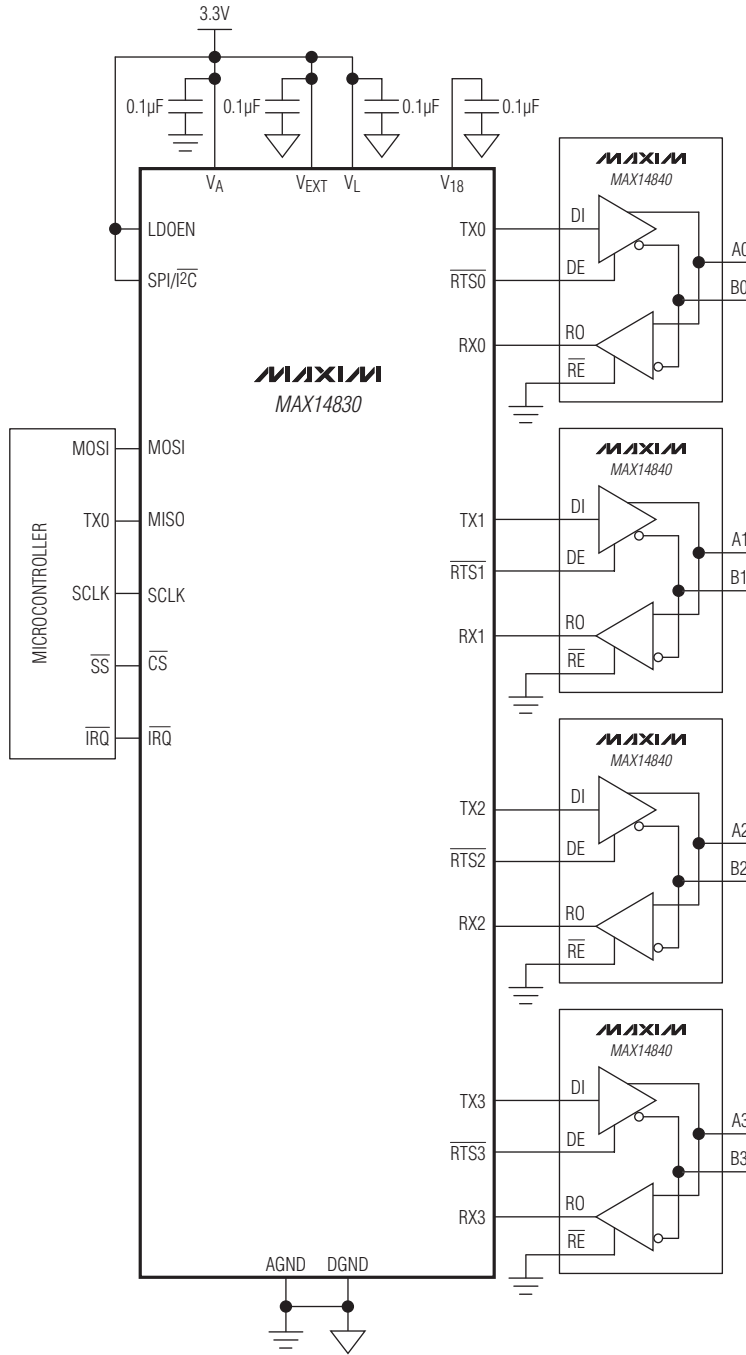 3.3V
0.1µF 0.1µF 0.1µF 0.1µF
VA VEXT VL V18
LDOEN
SPI/I2C
MAXIM
MAX14830
MICROCONTROLLER
MOSI MOSI
TX0 MISO
SCLK SCLK
SS CS
IRQ IRQ
TX0
RTS0
RX0
TX1
RTS1
RX1
TX2
RTS2
RX2
TX3
RTS3
RX3
AGND DGND
MAXIM
MAX14840
DI
DE
RO
RE
A0
B0
MAXIM
MAX14840
DI
DE
RO
RE
A1
B1
MAXIM
MAX14840
DI
DE
RO
RE
A2
B2
MAXIM
MAX14840
DI
DE
RO
RE
A3
B3